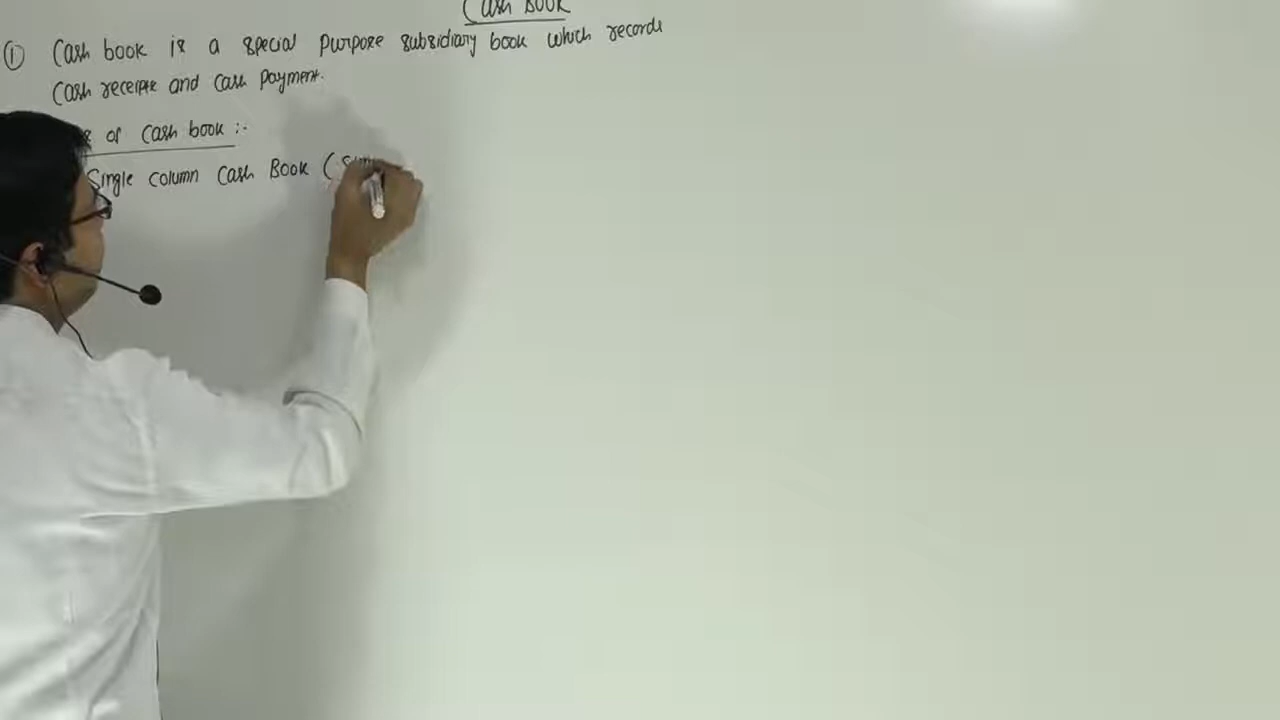 Cash Book
① Cash book is a special purpose subsidiary book which records
Cash receipts and cash payment.
of cash book :-
Single column Cash Book (